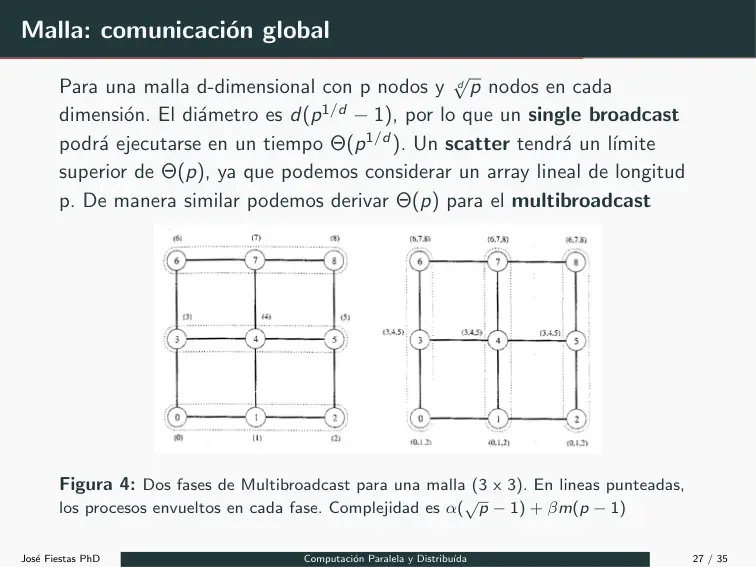 Malla: comunicación global
Para una malla d-dimensional con p nodos y $\sqrt[d]{p}$ nodos en cada
dimensión. El diámetro es $d(p^{1/d} − 1)$, por lo que un single broadcast
podrá ejecutarse en un tiempo $Θ(p^{1/d})$. Un scatter tendrá un límite
superior de Θ(p), ya que podemos considerar un array lineal de longitud
p. De manera similar podemos derivar Θ(p) para el multibroadcast
(6) (7) (8) (6,7,8) (6,7,8) (6,7,8)
6 7 8 6 7 8
(3) (4) (5) (3,4,5) (3,4,5) (3,4,5)
3 4 5 3 4 5
0 1 2 0 1 2
(0) (1) (2) (0,1,2) (0,1,2) (0,1,2)
Figura 4: Dos fases de Multibroadcast para una malla (3 x 3). En lineas punteadas,
los procesos envueltos en cada fase. Complejidad es $α(\sqrt{p} − 1) + βm(p − 1)$
José Fiestas PhD Computación Paralela y Distribuída 27 / 35